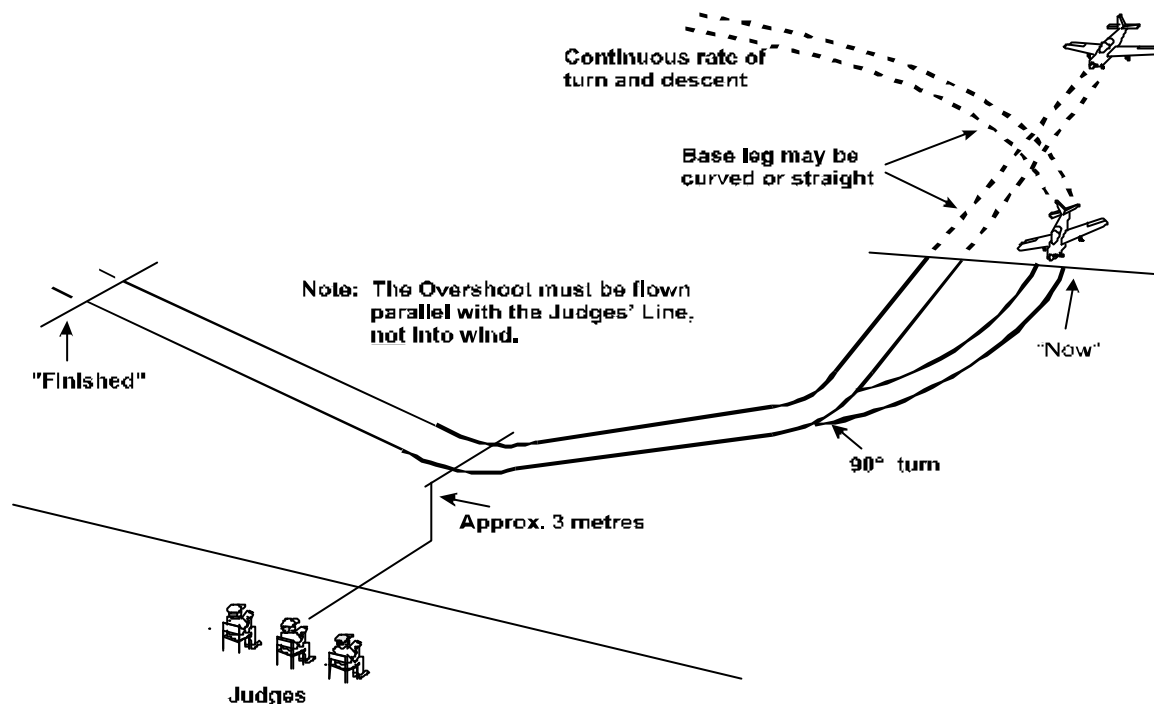 Continuous rate of
turn and descent
Base leg may be
curved or straight
Note: The Overshoot must be flown
parallel with the Judges' Line,
not into wind.
"Now"
"Finished"
90° turn
Approx. 3 metres
Judges